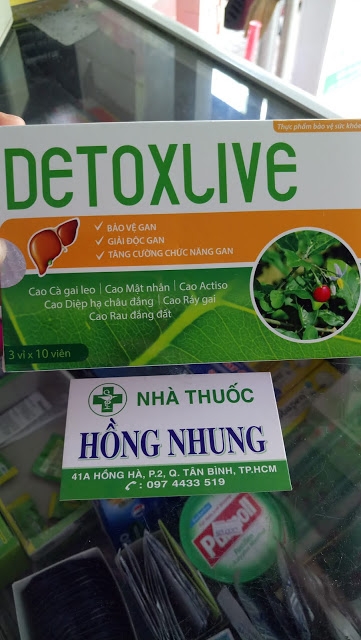 Thực phẩm bảo vệ sức khỏe
DETOXLIVE
BẢO VỆ GAN
GIẢI ĐỘC GAN
TĂNG CƯỜNG CHỨC NĂNG GAN
Cao Cà gai leo | Cao Mật nhân | Cao Actiso
Cao Diệp hạ châu đắng | Cao Ráy gai
Cao Rau đắng đất
3 vỉ x 10 viên
NHÀ THUỐC
HỒNG NHUNG
41A HỒNG HÀ, P.2, Q. TÂN BÌNH, TP.HCM
: 097 4433 519